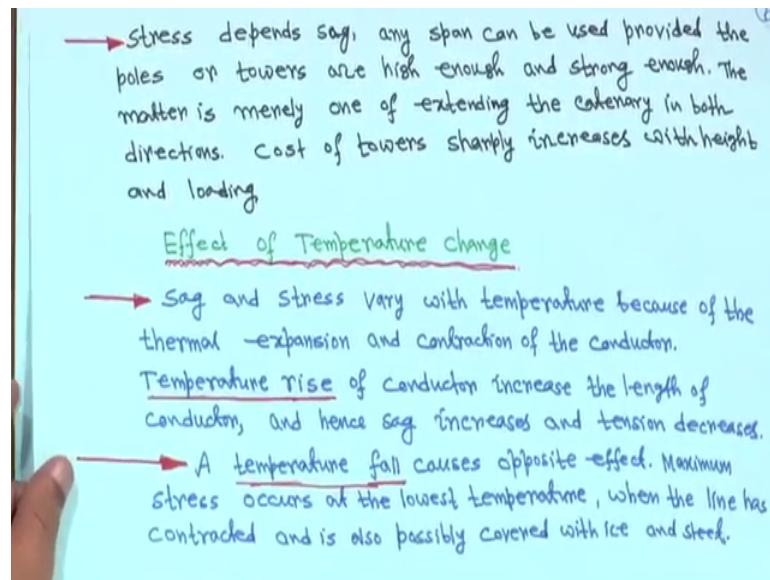 → Stress depends sag, any span can be used provided the
poles or towers are high enough and strong enough. The
matter is merely one of extending the catenary in both
directions. Cost of towers sharply increases with height
and loading.
Effect of Temperature change
→ Sag and stress vary with temperature because of the
thermal expansion and contraction of the conductor.
Temperature rise of conductor increase the length of
conductor, and hence sag increases and tension decreases.
→ A temperature fall causes opposite effect. Maximum
stress occurs at the lowest temperature, when the line has
contracted and is also possibly covered with ice and steel.